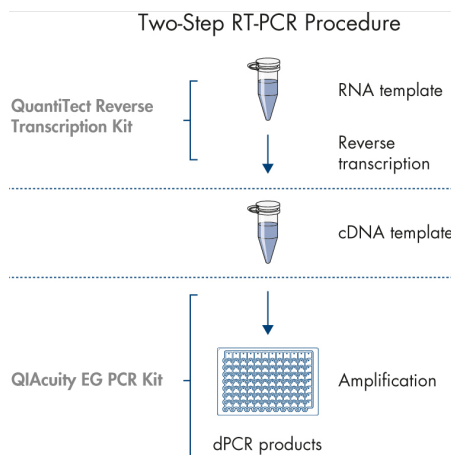 Two-Step RT-PCR Procedure
QuantiTect Reverse
Transcription Kit
RNA template
Reverse
transcription
cDNA template
QIAcuity EG PCR Kit
Amplification
dPCR products